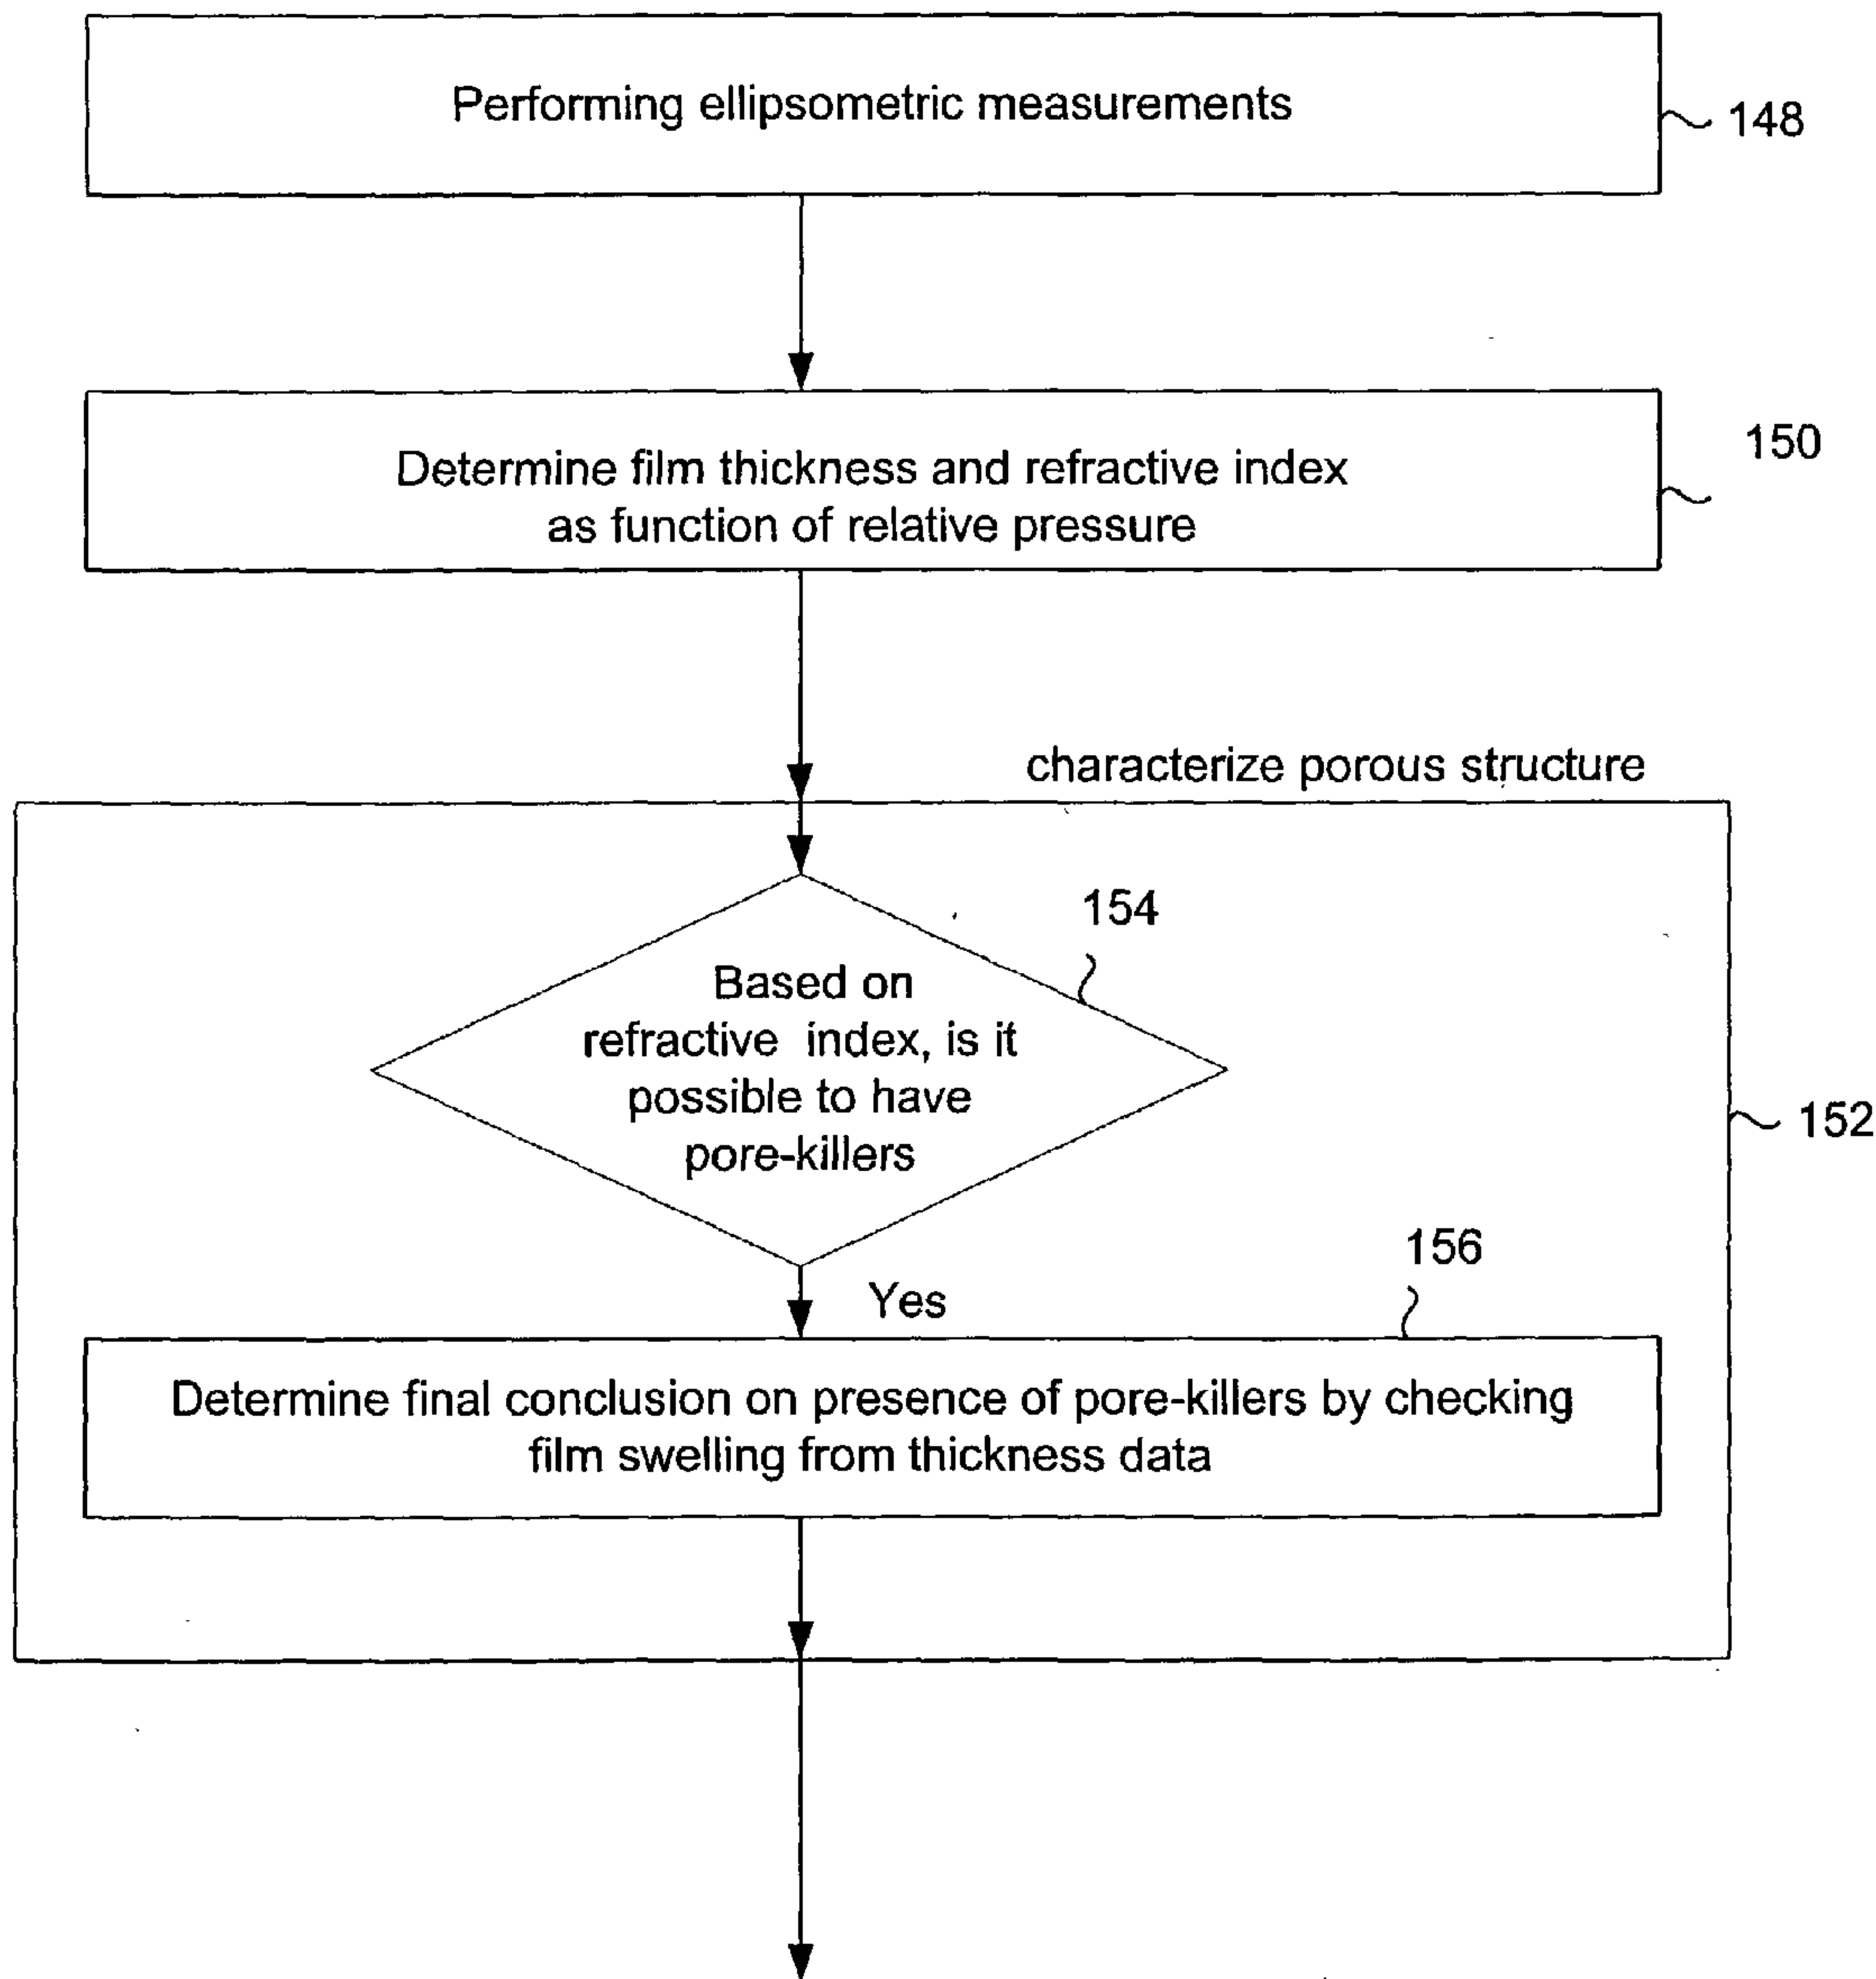 Performing ellipsometric measurements
148
150
Determine film thickness and refractive index
as function of relative pressure
characterize porous structure
154
Based on
refractive index, is it
possible to have
pore-killers
152
156
Yes
Determine final conclusion on presence of pore-killers by checking
film swelling from thickness data